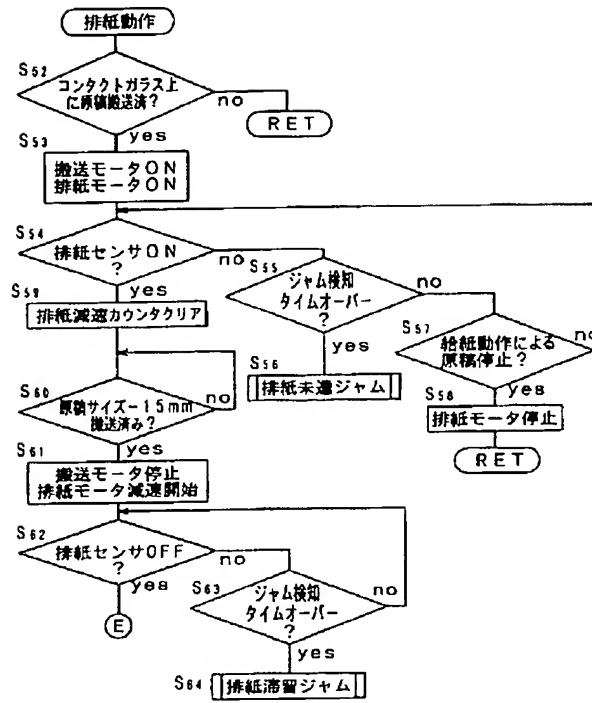 排紙動作
S52
コンタクトガラス上
に原稿搬送済?
no
RET
yes
S53
搬送モータON
排紙モータON
S54
排紙センサON
?
no
yes
S55
ジャム検知
タイムオーバー
?
no
yes
S56
排紙未達ジャム
S57
給紙動作による
原稿停止?
no
yes
S58
排紙モータ停止
RET
S59
排紙減速カウンタクリア
S60
原稿サイズ-15mm
搬送済み?
no
yes
S61
搬送モータ停止
排紙モータ減速開始
S62
排紙センサOFF
?
no
yes
E
S63
ジャム検知
タイムオーバー
?
no
yes
S64
排紙滞留ジャム